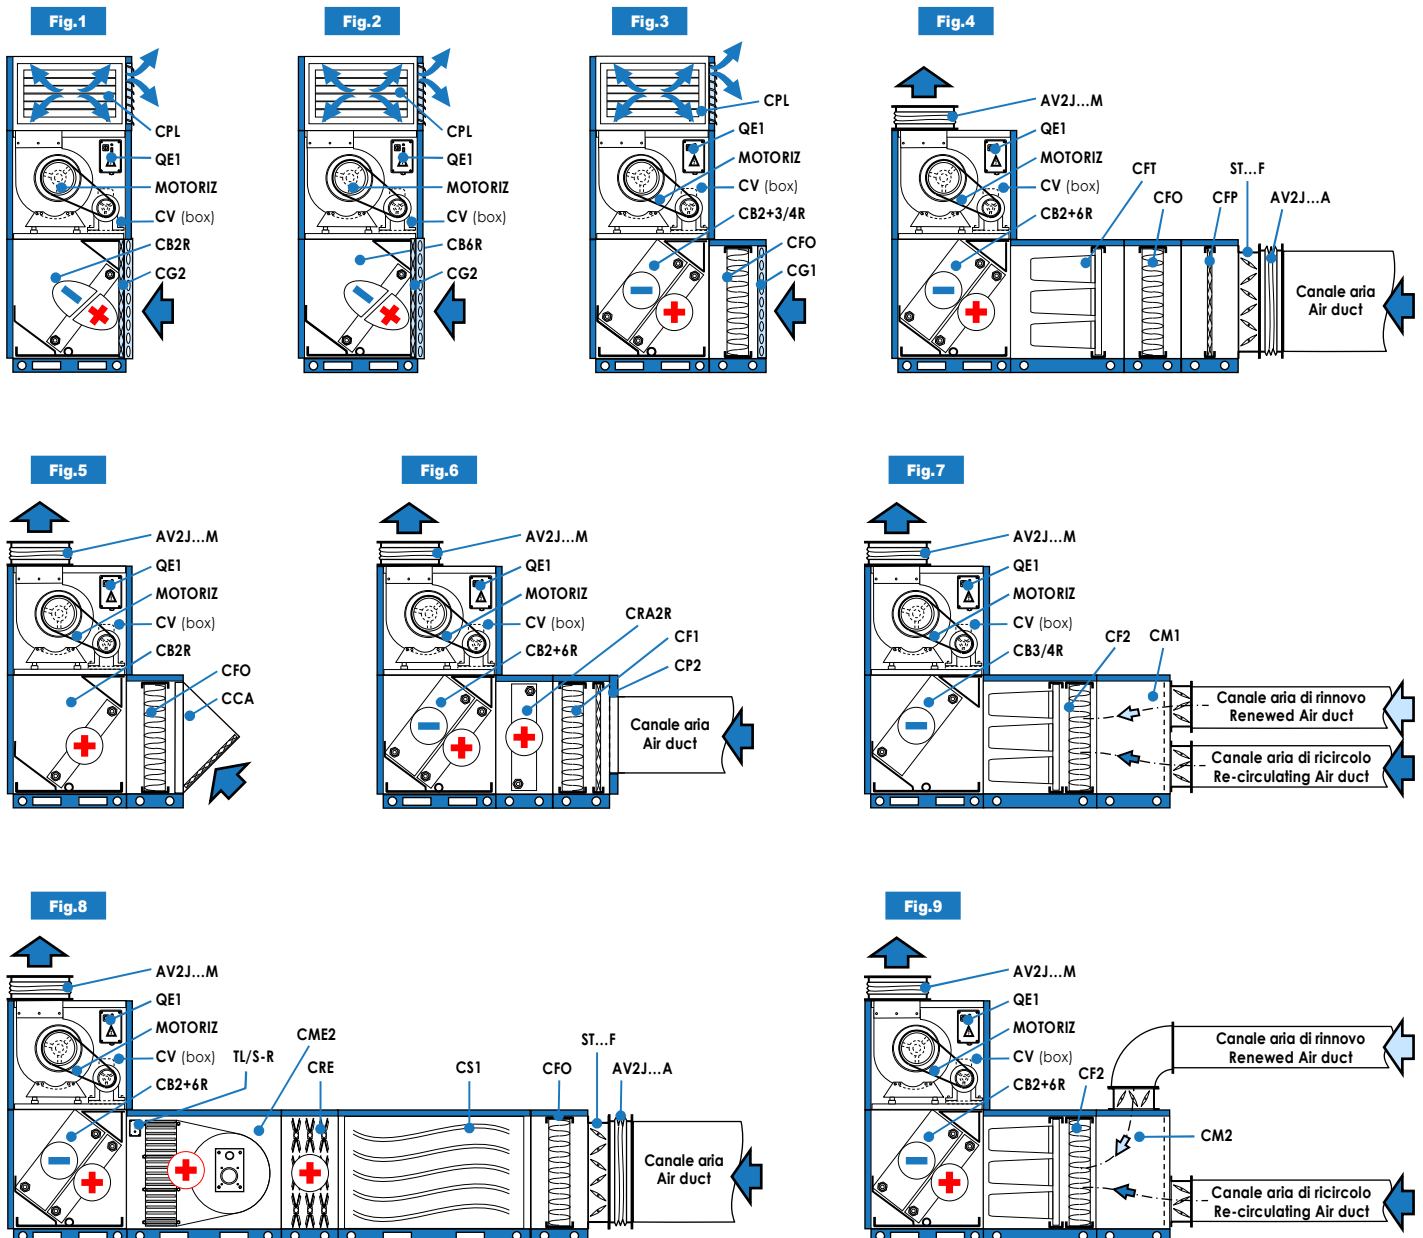 Fig.1
CPL
QE1
MOTORIZ
CV (box)
CB2R
CG2
Fig.2
CPL
QE1
MOTORIZ
CV (box)
CB6R
CG2
Fig.3
CPL
QE1
MOTORIZ
CV (box)
CB2+3/4R
CFO
CG1
Fig.4
AV2J...M
QE1
MOTORIZ
CV (box)
CB2+6R
CFT
CFO
CFP
ST...F
AV2J...A
Canale aria
Air duct
Fig.5
AV2J...M
QE1
MOTORIZ
CV (box)
CB2R
CFO
CCA
Fig.6
AV2J...M
QE1
MOTORIZ
CV (box)
CB2+6R
CRA2R
CF1
CP2
Canale aria
Air duct
Fig.7
AV2J...M
QE1
MOTORIZ
CV (box)
CB3/4R
CF2
CM1
Canale aria di rinnovo
Renewed Air duct
Canale aria di ricircolo
Re-circulating Air duct
Fig.8
AV2J...M
QE1
MOTORIZ
CV (box)
CB2+6R
TL/S-R
CME2
CRE
CS1
CFO
ST...F
AV2J...A
Canale aria
Air duct
Fig.9
AV2J...M
QE1
MOTORIZ
CV (box)
CB2+6R
CF2
Canale aria di rinnovo
Renewed Air duct
CM2
Canale aria di ricircolo
Re-circulating Air duct